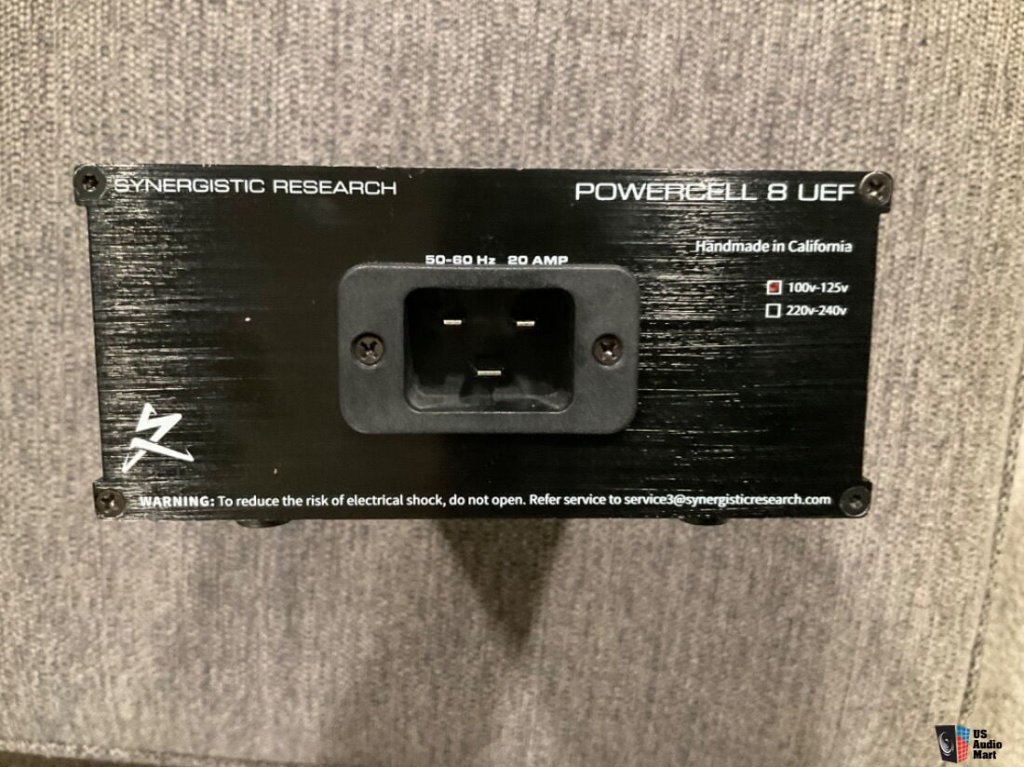 SYNERGISTIC RESEARCH
POWERCELL 8 UEF
Handmade in California
50-60 Hz 20 AMP
100v-125v
220v-240v
WARNING: To reduce the risk of electrical shock, do not open. Refer service to service3@synergisticresearch.com
US
Audio
Mart